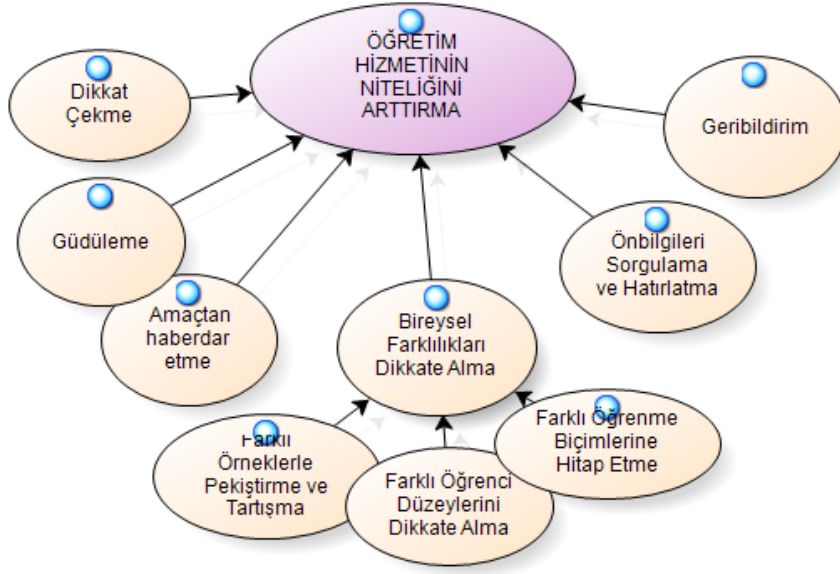 ÖĞRETİM
HİZMETİNİN
NİTELİĞİNİ
ARTTIRMA
Dikkat
Çekme
Geribildirim
Güdüleme
Önbilgileri
Sorgulama
ve Hatırlatma
Amaçtan
haberdar
etme
Bireysel
Farklılıkları
Dikkate Alma
Farklı
Örneklerle
Pekiştirme ve
Tartışma
Farklı Öğrenci
Düzeylerini
Dikkate Alma
Farklı Öğrenme
Biçimlerine
Hitap Etme